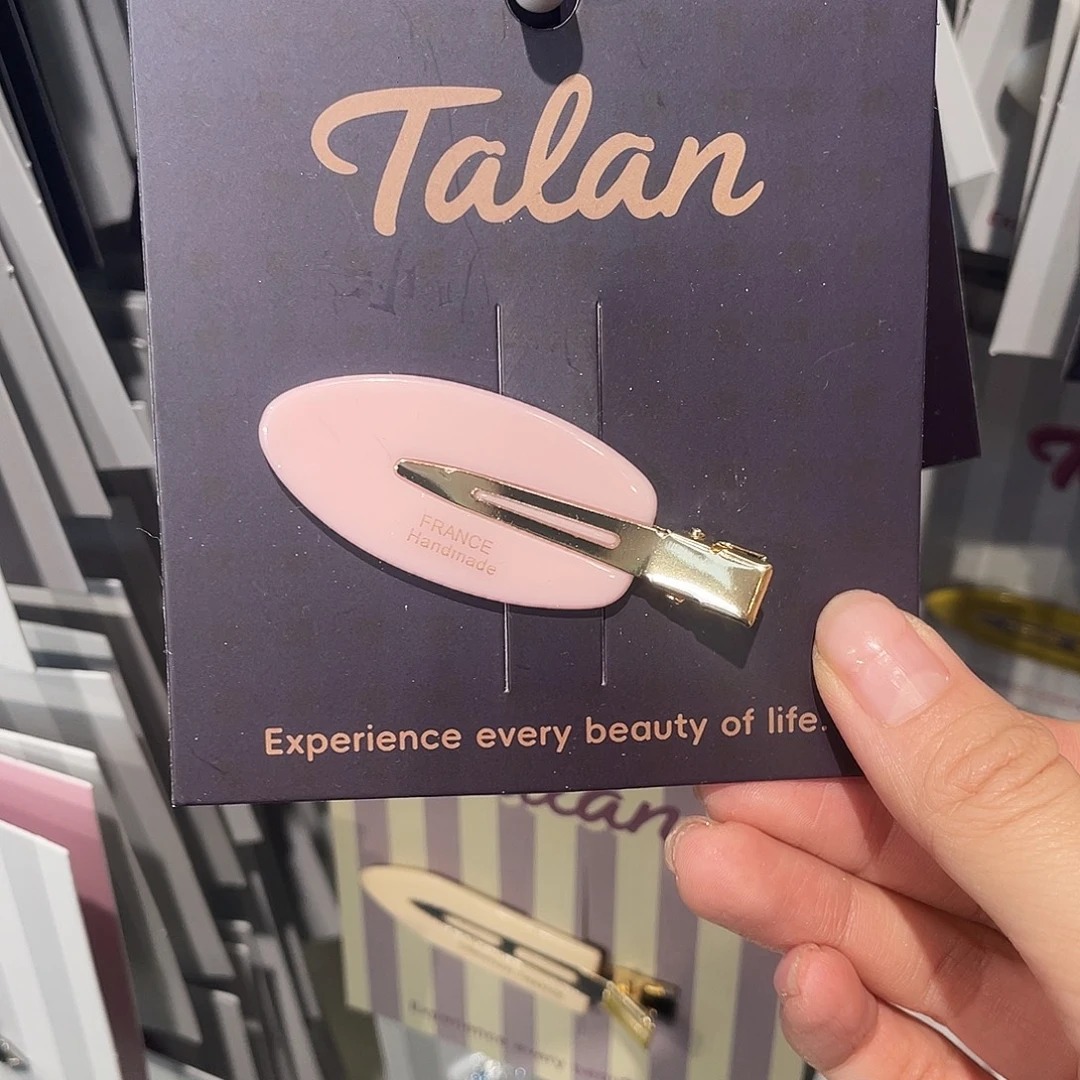 Talan
FRANCE
Handmade
Experience every beauty of life.